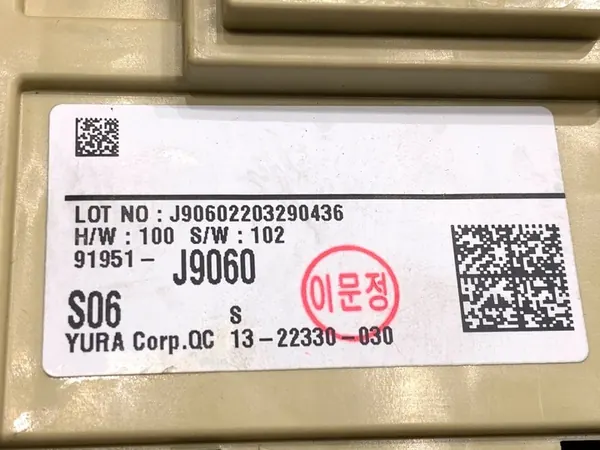 LOT NO : J90602203290436
H/W : 100 S/W : 102
91951- J9060
이문정
S06 S
YURA Corp.QC 13-22330-030